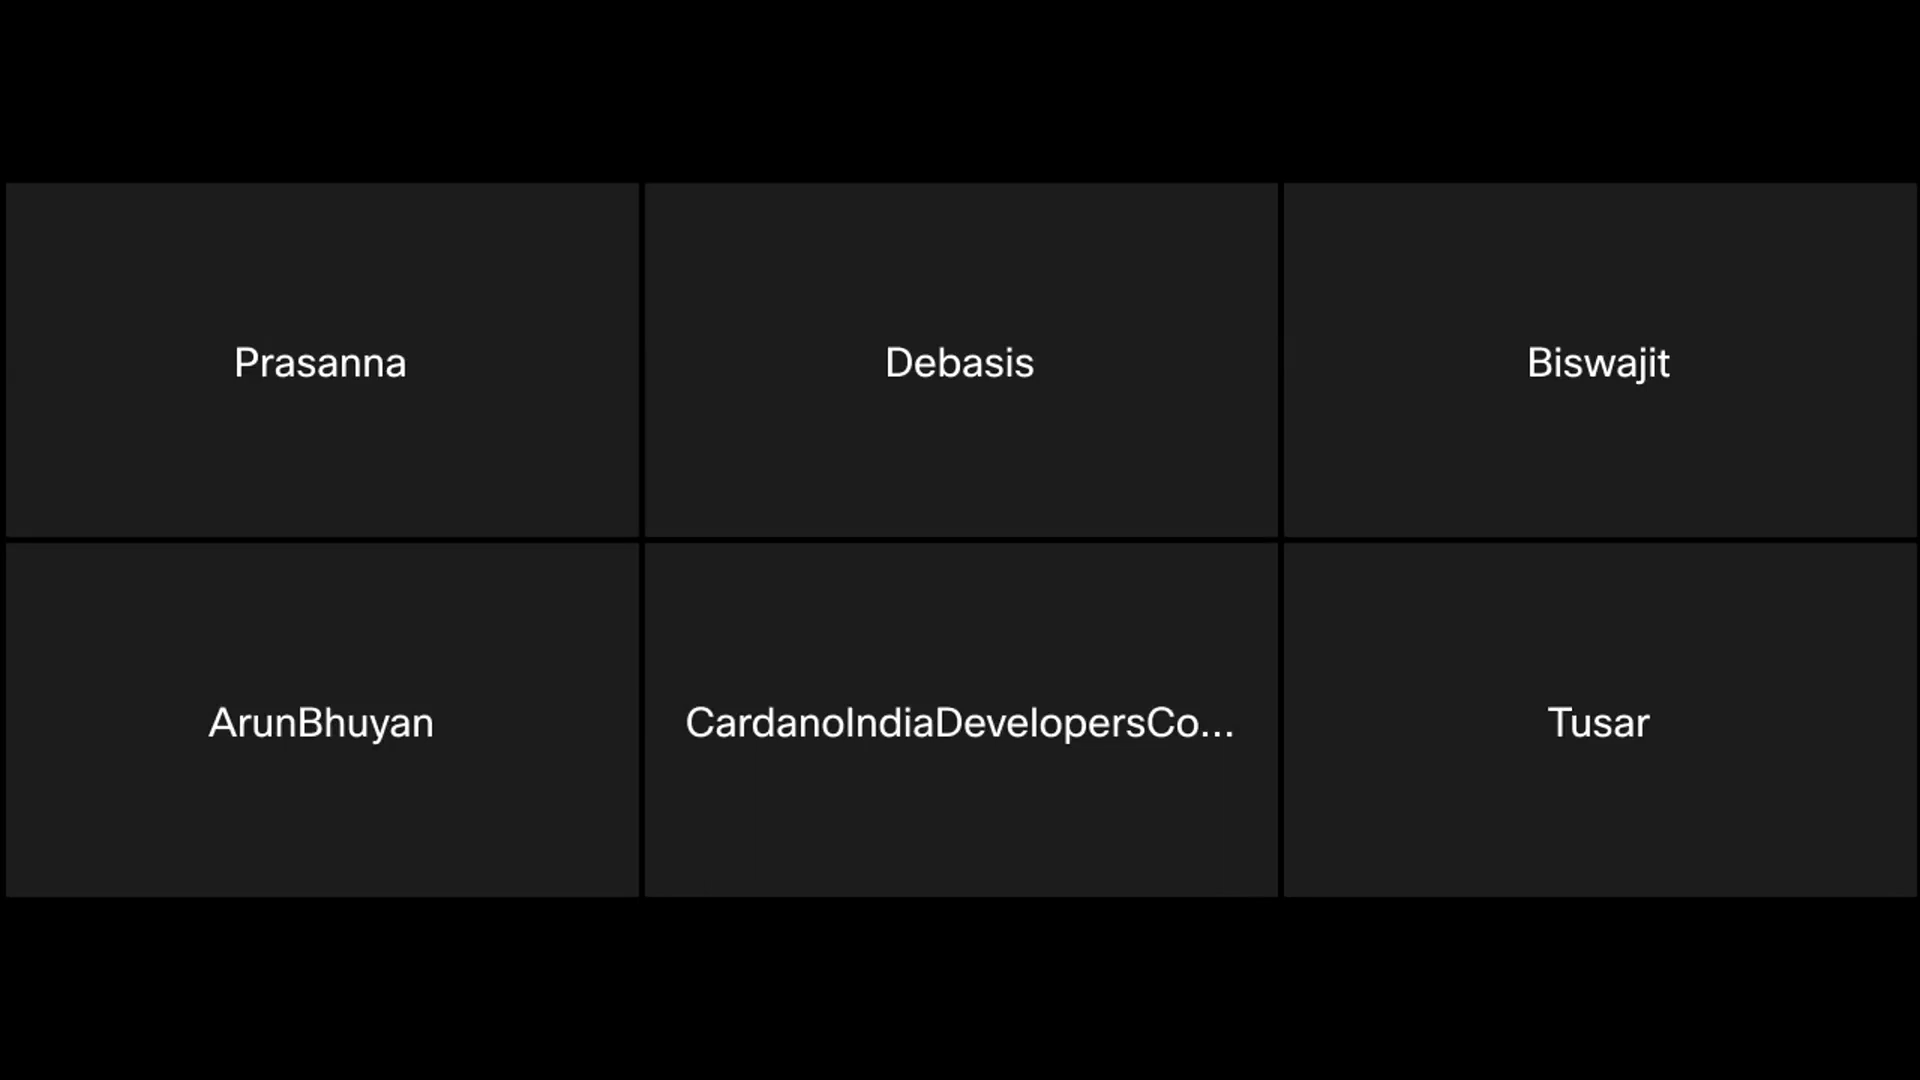 Prasanna
Debasis
Biswajit
ArunBhuyan
CardanoIndiaDevelopersCo...
Tusar